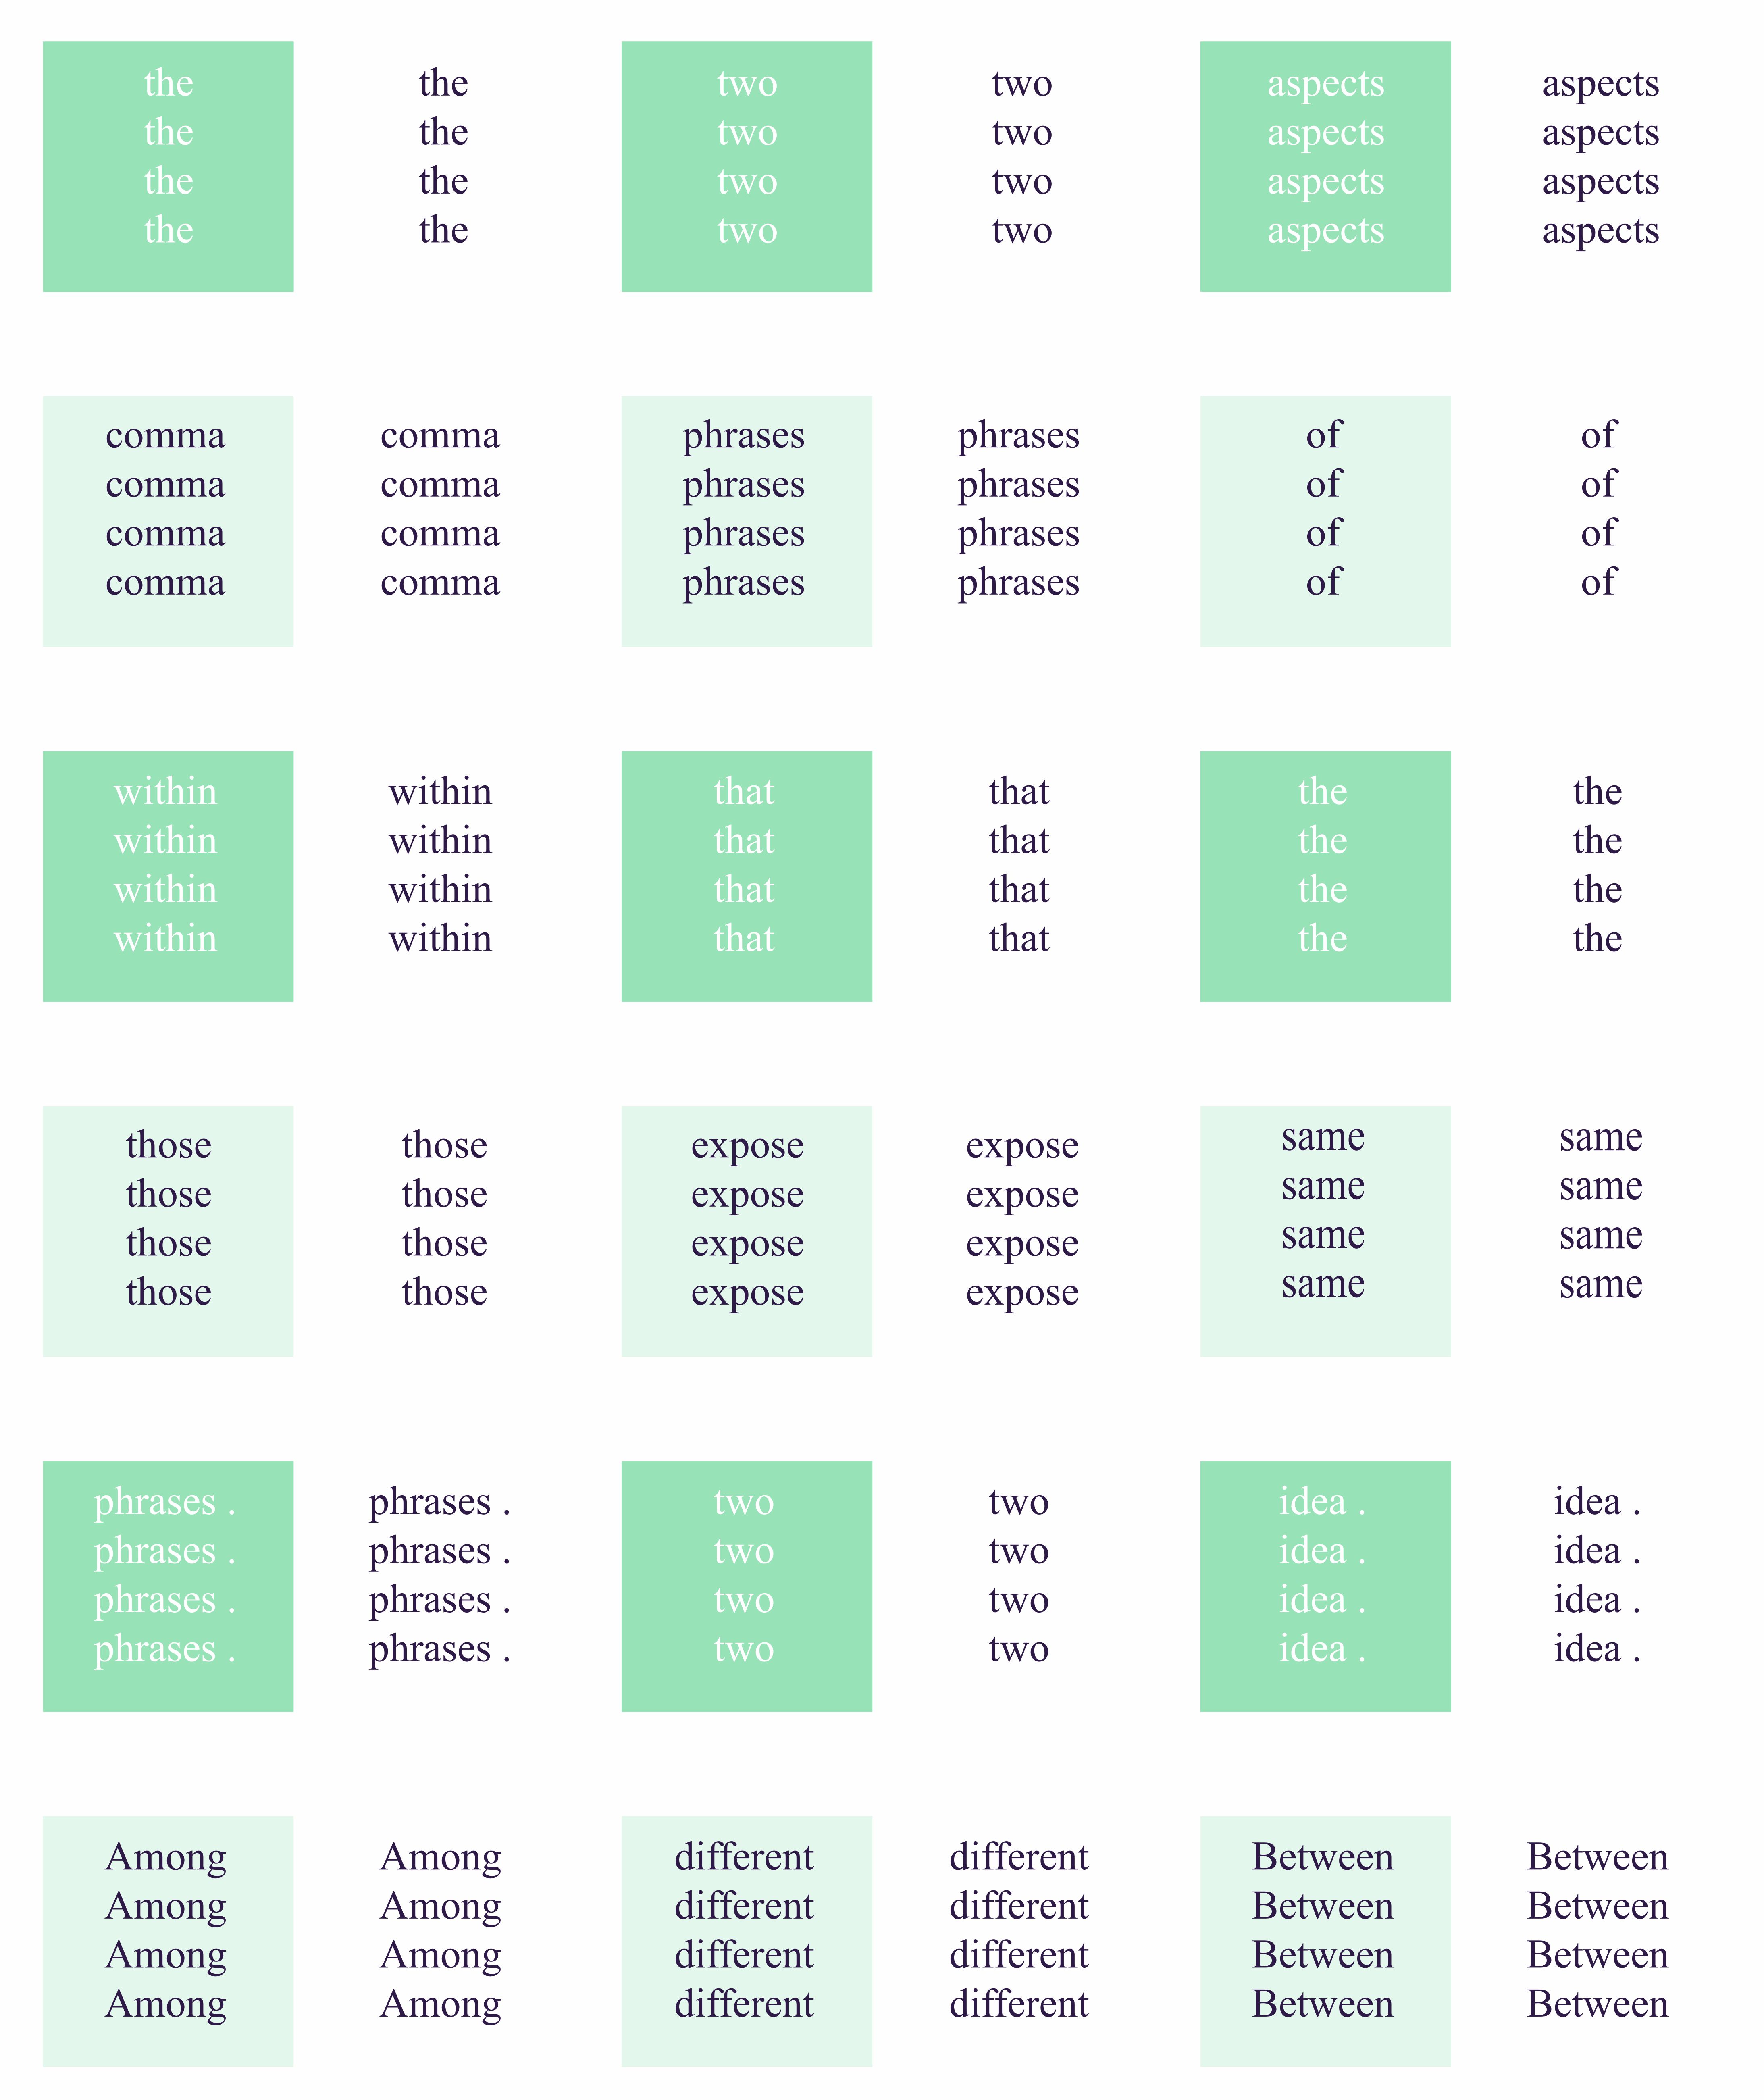 the the two two aspects aspects
the the two two aspects aspects
the the two two aspects aspects
the the two two aspects aspects
comma comma phrases phrases of of
comma comma phrases phrases of of
comma comma phrases phrases of of
comma comma phrases phrases of of
within within that that the the
within within that that the the
within within that that the the
within within that that the the
those those expose expose same same
those those expose expose same same
those those expose expose same same
those those expose expose same same
phrases . phrases . two two idea . idea .
phrases . phrases . two two idea . idea .
phrases . phrases . two two idea . idea .
phrases . phrases . two two idea . idea .
Among Among different different Between Between
Among Among different different Between Between
Among Among different different Between Between
Among Among different different Between Between